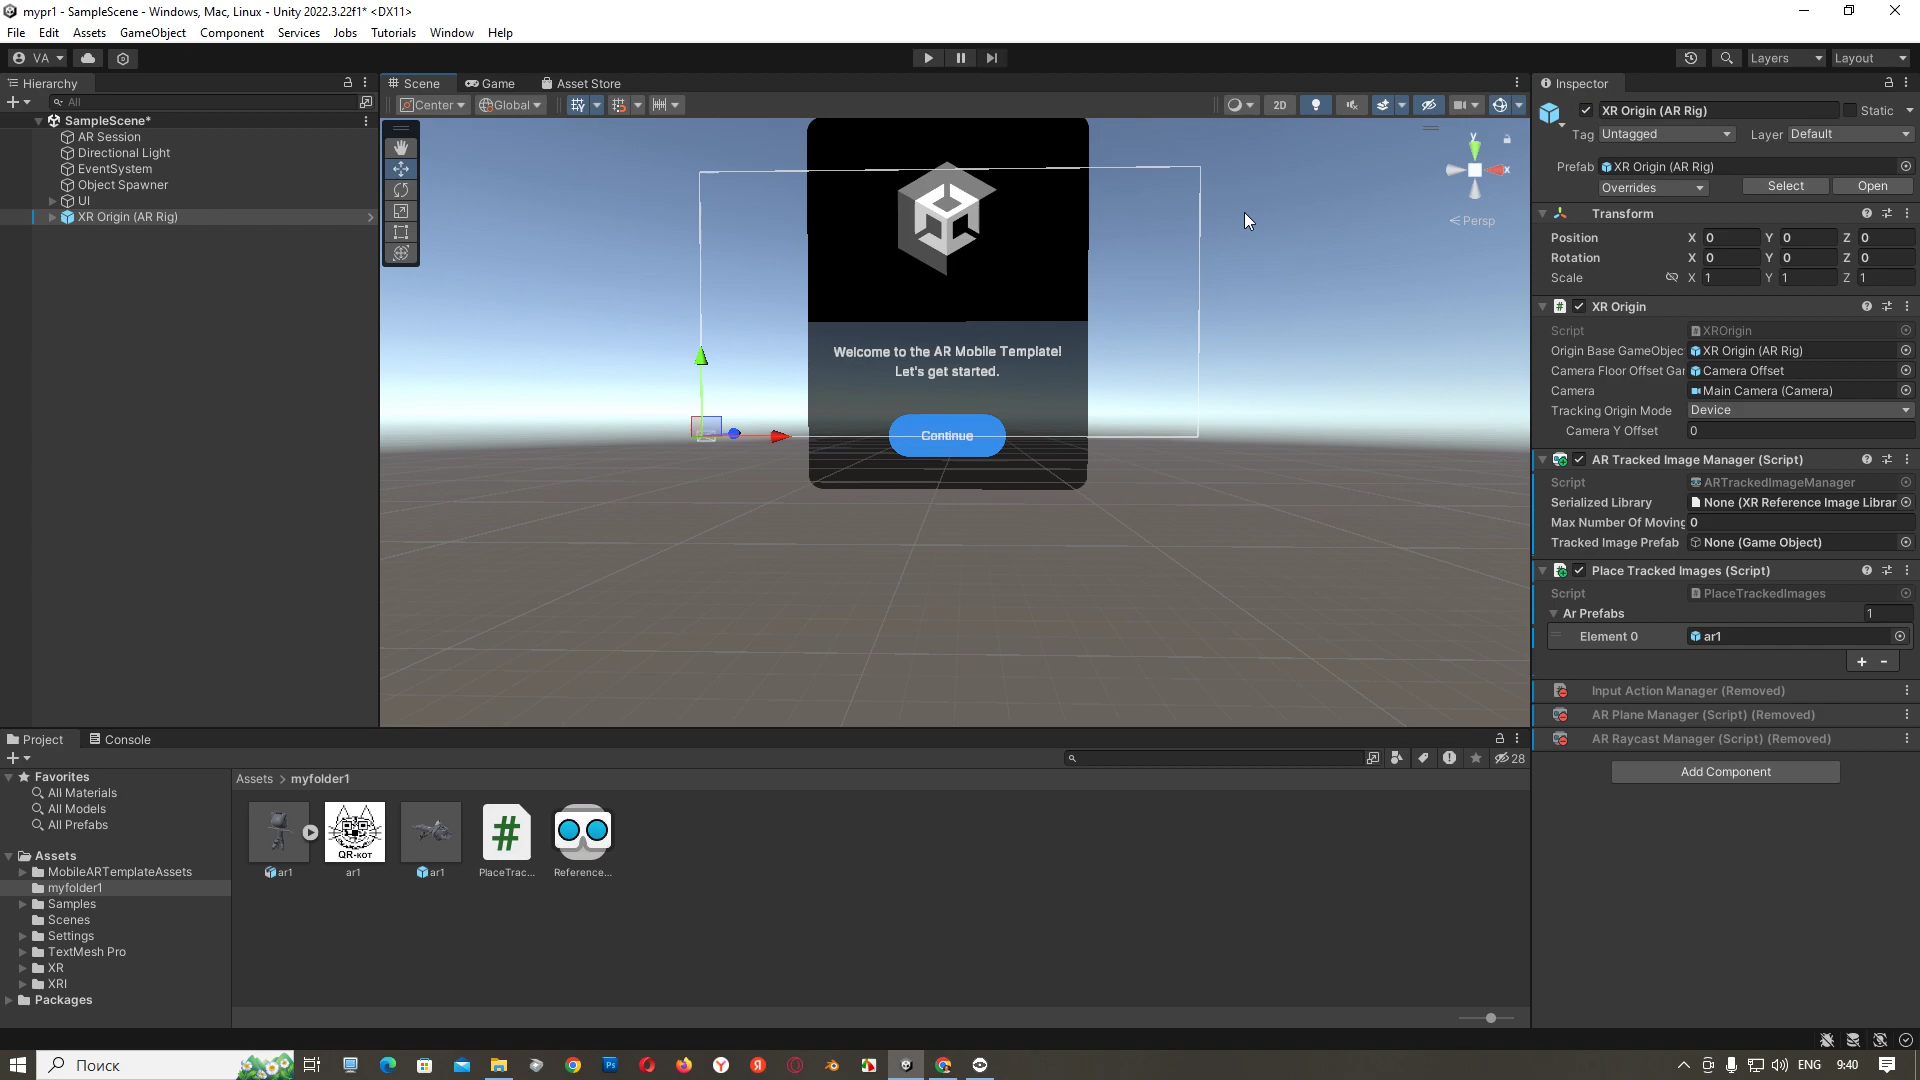 mypr1 - SampleScene - Windows, Mac, Linux - Unity 2022.3.22f1* <DX11>
File Edit Assets GameObject Component Services Jobs Tutorials Window Help
VA
Layers
Layout
Hierarchy
All
SampleScene*
AR Session
Directional Light
EventSystem
Object Spawner
UI
XR Origin (AR Rig)
Scene
Game
Asset Store
Center
Global
2D
y
x
Persp
Welcome to the AR Mobile Template!
Let's get started.
Continue
Inspector
XR Origin (AR Rig)
Static
Tag Untagged Layer Default
Prefab XR Origin (AR Rig)
Overrides Select Open
Transform
Position X 0 Y 0 Z 0
Rotation X 0 Y 0 Z 0
Scale X 1 Y 1 Z 1
XR Origin
Script XROrigin
Origin Base GameObjec XR Origin (AR Rig)
Camera Floor Offset Gar Camera Offset
Camera Main Camera (Camera)
Tracking Origin Mode Device
Camera Y Offset 0
AR Tracked Image Manager (Script)
Script ARTrackedImageManager
Serialized Library None (XR Reference Image Librar
Max Number Of Moving 0
Tracked Image Prefab None (Game Object)
Place Tracked Images (Script)
Script PlaceTrackedImages
Ar Prefabs 1
Element 0 ar1
+ -
Input Action Manager (Removed)
AR Plane Manager (Script) (Removed)
AR Raycast Manager (Script) (Removed)
Add Component
Project
Console
28
Favorites
All Materials
All Models
All Prefabs
Assets
MobileARTemplateAssets
myfolder1
Samples
Scenes
Settings
TextMesh Pro
XR
XRI
Packages
Assets > myfolder1
QR-КОТ
ar1
ar1
ar1
PlaceTrac...
Reference...
Поиск
ENG
9:40